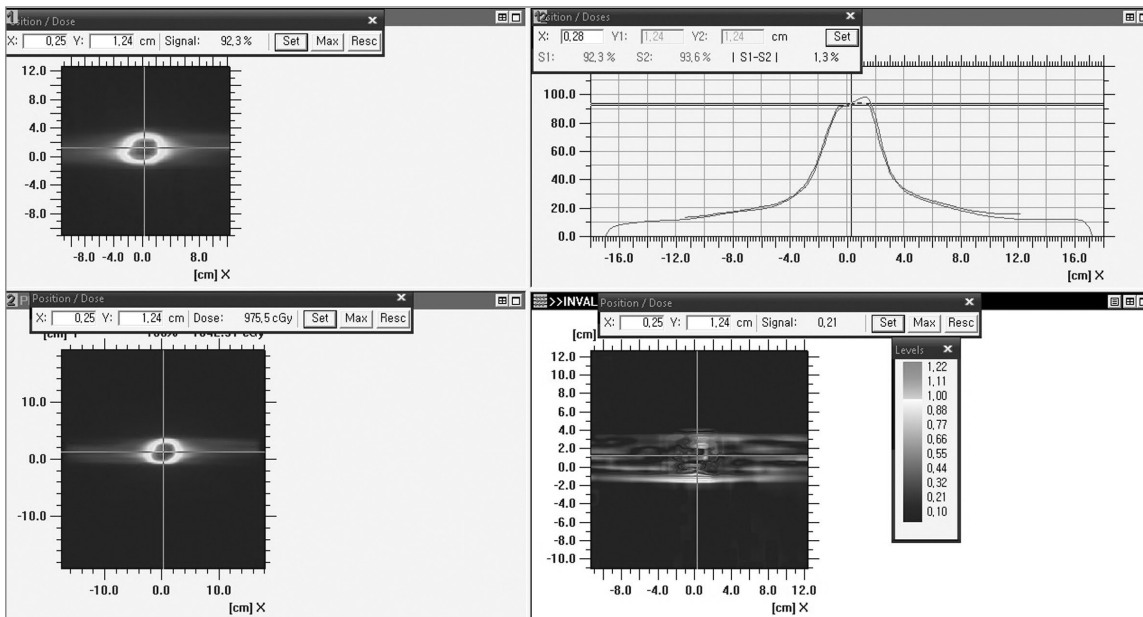 Position / Dose
X: 0,25 Y: 1,24 cm Signal: 92,3 % Set Max Resc
12.0
8.0
4.0
0.0
-4.0
-8.0
-8.0 -4.0 0.0 4.0 8.0
[cm] X
Position / Doses
X: 0,28 Y1: 1,24 Y2: 1,24 cm Set
S1: 92,3 % S2: 93,6 % | S1-S2 | 1,3 %
100.0
80.0
60.0
40.0
20.0
0.0
-16.0 -12.0 -8.0 -4.0 0.0 4.0 8.0 12.0 16.0
[cm] X
2
Position / Dose
X: 0,25 Y: 1,24 cm Dose: 975,5 cGy Set Max Resc
[cm] cGy
10.0
0.0
-10.0
-10.0 0.0 10.0
[cm] X
>>INVAL
Position / Dose
X: 0,25 Y: 1,24 cm Signal: 0,21 Set Max Resc
[cm]
12.0
10.0
8.0
6.0
4.0
2.0
0.0
-2.0
-4.0
-6.0
-8.0
-10.0
-8.0 -4.0 0.0 4.0 8.0 12.0
[cm] X
Levels
1,22
1,11
1,00
0,88
0,77
0,66
0,55
0,44
0,32
0,21
0,10